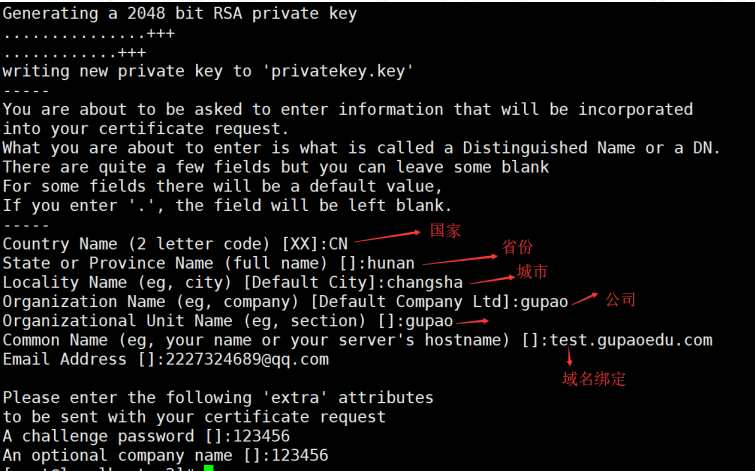 Generating a 2048 bit RSA private key
...............+++
............+++
writing new private key to 'privatekey.key'
-----
You are about to be asked to enter information that will be incorporated
into your certificate request.
What you are about to enter is what is called a Distinguished Name or a DN.
There are quite a few fields but you can leave some blank
For some fields there will be a default value,
If you enter '.', the field will be left blank.
-----
Country Name (2 letter code) [XX]:CN 国家
State or Province Name (full name) []:hunan 省份
Locality Name (eg, city) [Default City]:changsha 城市
Organization Name (eg, company) [Default Company Ltd]:gupao 公司
Organizational Unit Name (eg, section) []:gupao
Common Name (eg, your name or your server's hostname) []:test.gupaoedu.com
Email Address []:2227324689@qq.com
域名绑定
Please enter the following 'extra' attributes
to be sent with your certificate request
A challenge password []:123456
An optional company name []:123456